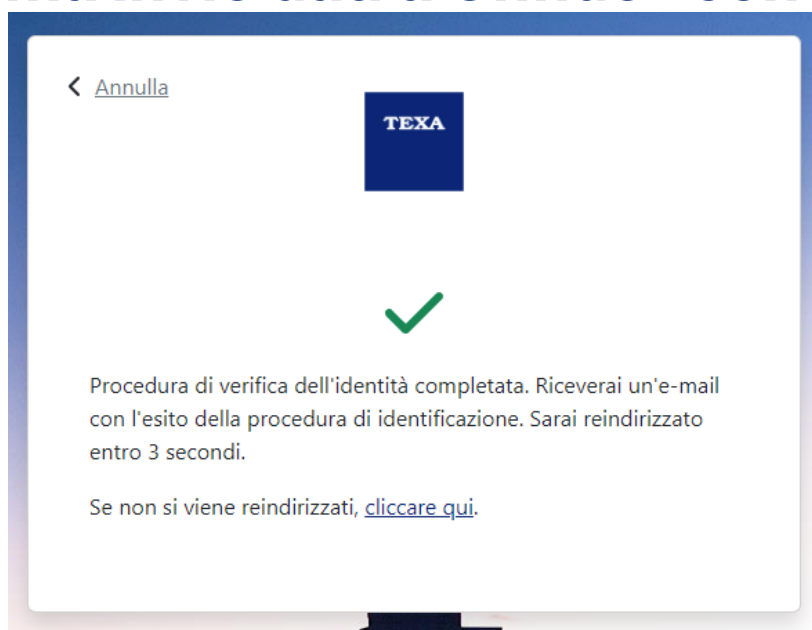 Annulla
TEXA
Procedura di verifica dell'identità completata. Riceverai un'e-mail
con l'esito della procedura di identificazione. Sarai reindirizzato
entro 3 secondi.
Se non si viene reindirizzati, cliccare qui.